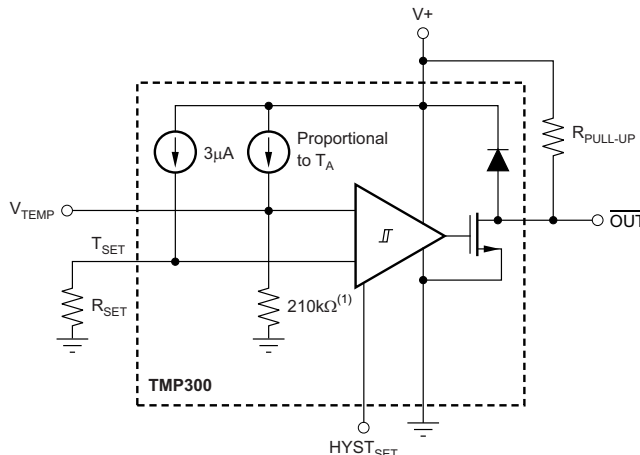 V+
R_PULL-UP
3µA
Proportional
to T_A
V_TEMP
OUT
T_SET
R_SET
210kΩ(1)
TMP300
HYST_SET